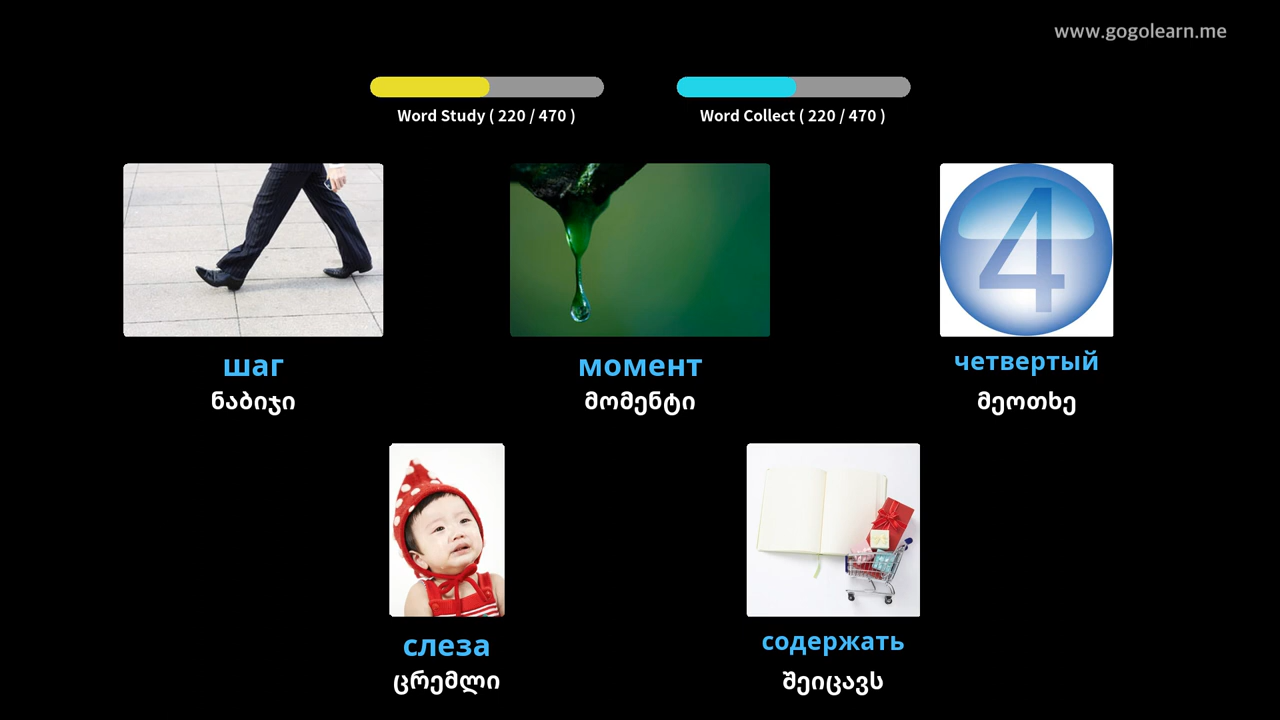 www.gogolearn.me
Word Study ( 220 / 470 )
Word Collect ( 220 / 470 )
4
шаг
ნაბიჯი
момент
მომენტი
четвертый
მეოთხე
слеза
ცრემლი
содержать
შეიცავს